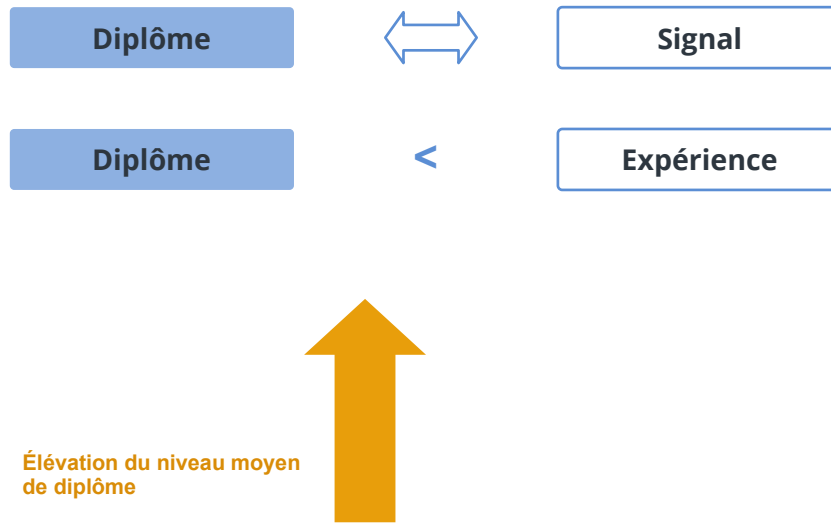 Diplôme
Signal
Diplôme
<
Expérience
Élévation du niveau moyen
de diplôme